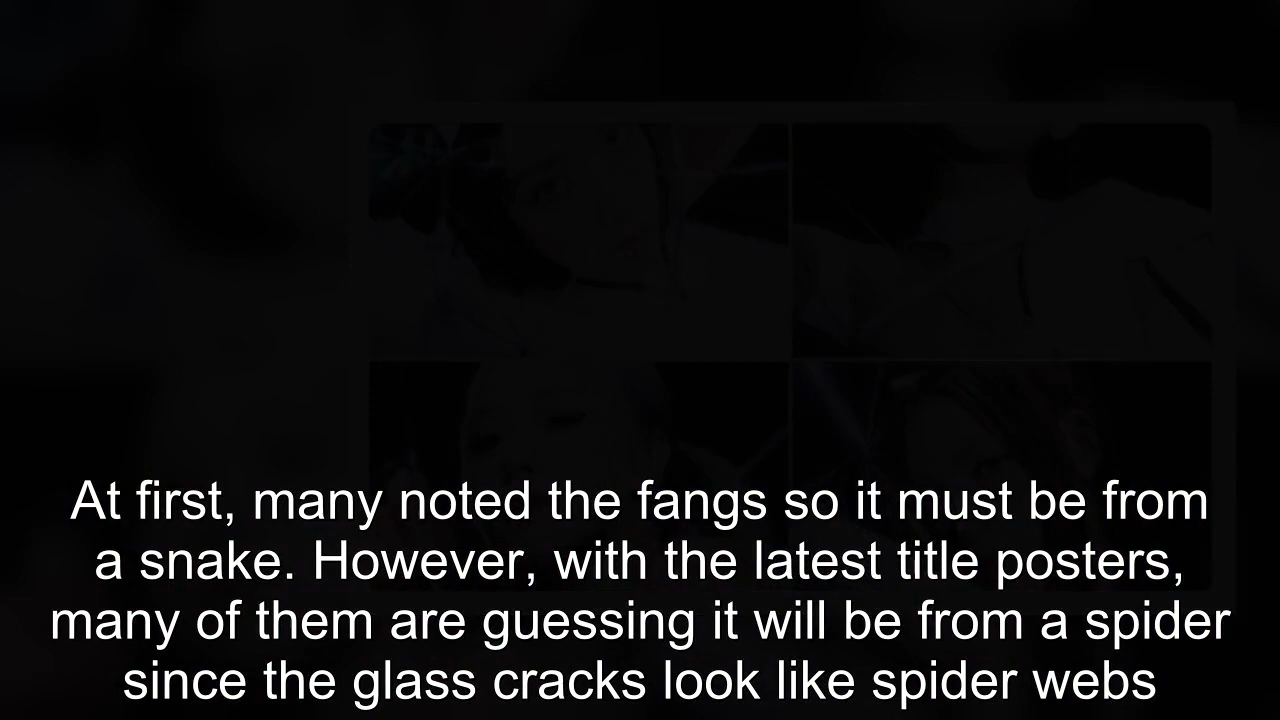 At first, many noted the fangs so it must be from
a snake. However, with the latest title posters,
many of them are guessing it will be from a spider
since the glass cracks look like spider webs